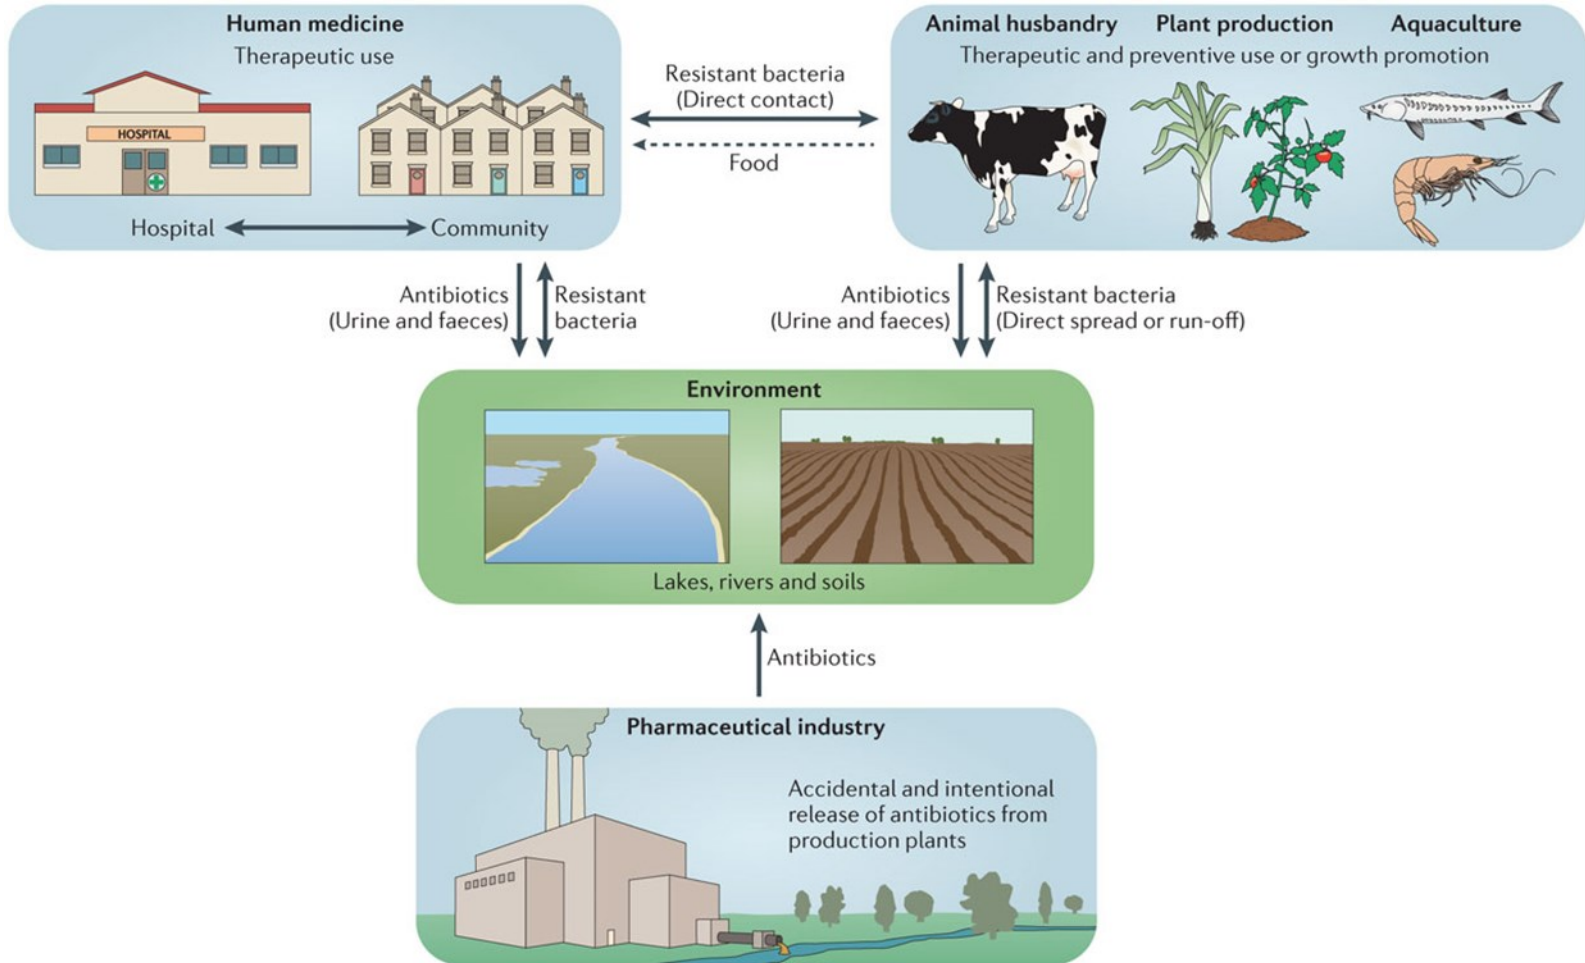 Human medicine
Therapeutic use
HOSPITAL
Hospital
Community
Resistant bacteria
(Direct contact)
Food
Animal husbandry
Plant production
Aquaculture
Therapeutic and preventive use or growth promotion
Antibiotics
(Urine and faeces)
Resistant
bacteria
Antibiotics
(Urine and faeces)
Resistant bacteria
(Direct spread or run-off)
Environment
Lakes, rivers and soils
Antibiotics
Pharmaceutical industry
Accidental and intentional
release of antibiotics from
production plants